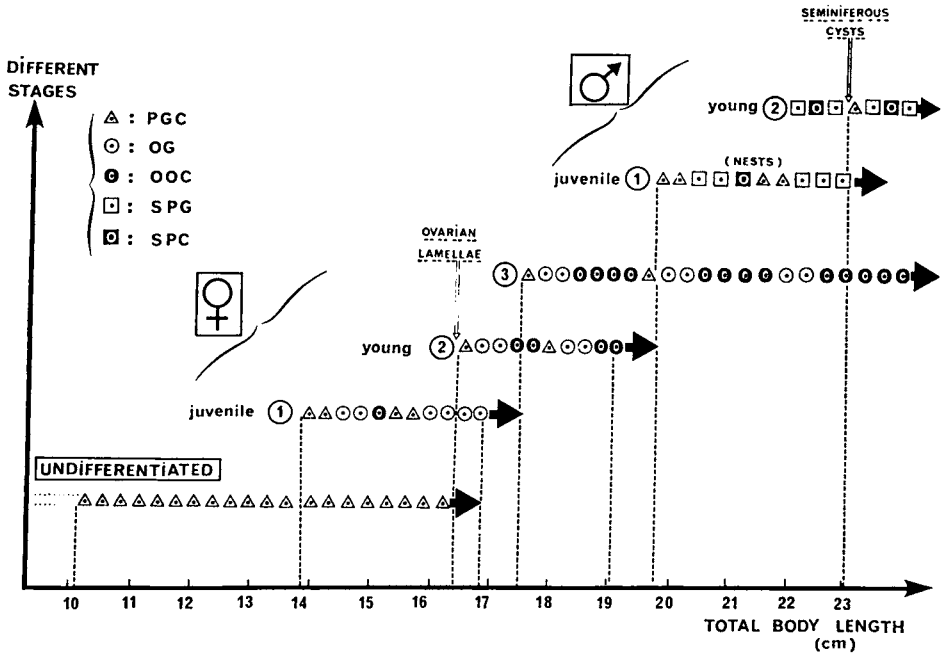 SEMINiFEROUS
CYSTS
DiFFERENT
STAGES
: PGC
: OG
: OOC
: SPG
: SPC
young 2
(NESTS)
juvenile 1
OVARiAN
LAMELLAE
3
young 2
juvenile 1
UNDiFFERENTiATED
10 11 12 13 14 15 16 17 18 19 20 21 22 23
TOTAL BODY LENGTH
(cm)